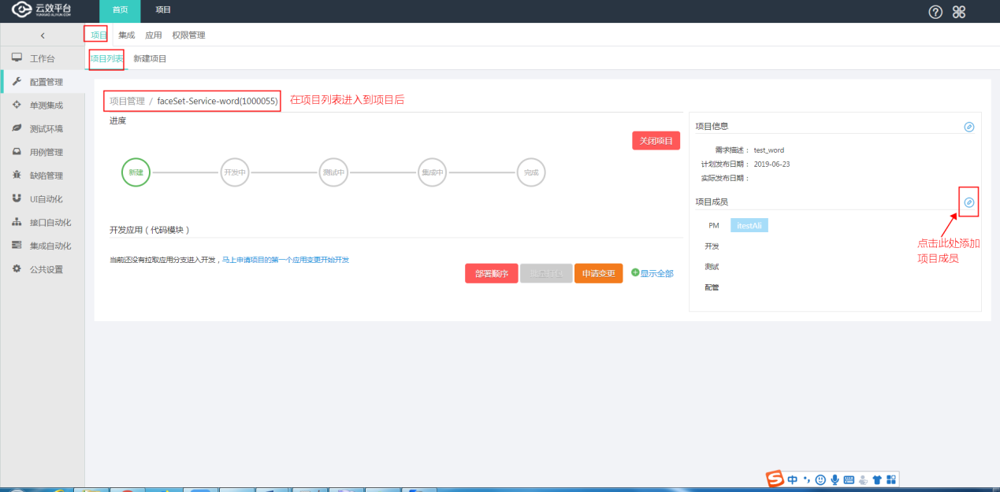 云效平台
YUNXIAO.ALIYUN.COM
首页
项目
项目
集成
应用
权限管理
项目列表
新建项目
工作台
配置管理
单测集成
测试环境
用例管理
缺陷管理
UI自动化
接口自动化
集成自动化
公共设置
项目管理 / faceSet-Service-word(1000055)
在项目列表进入到项目后
进度
关闭项目
新建
开发中
测试中
集成中
完成
开发应用 ( 代码模块 )
当前还没有拉取应用分支进入开发，马上申请项目的第一个应用变更开始开发
部署顺序
申请变更
显示全部
项目信息
需求描述： test_word
计划发布日期： 2019-06-23
实际发布日期：
项目成员
PM
itestAli
开发
测试
配管
点击此处添加
项目成员
中